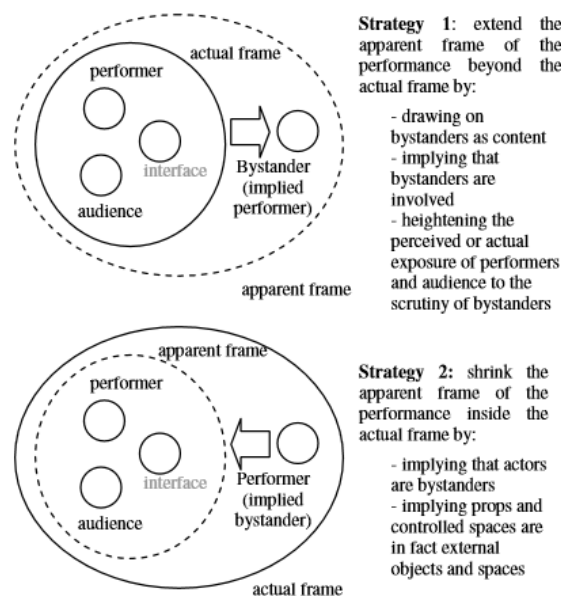 actual frame
performer
interface
audience
Bystander
(implied
performer)
apparent frame
Strategy 1: extend the
apparent frame of the
performance beyond the
actual frame by:
- drawing on
bystanders as content
- implying that
bystanders are
involved
- heightening the
perceived or actual
exposure of performers
and audience to the
scrutiny of bystanders
apparent frame
performer
interface
audience
Performer
(implied
bystander)
actual frame
Strategy 2: shrink the
apparent frame of the
performance inside the
actual frame by:
- implying that actors
are bystanders
- implying props and
controlled spaces are
in fact external
objects and spaces